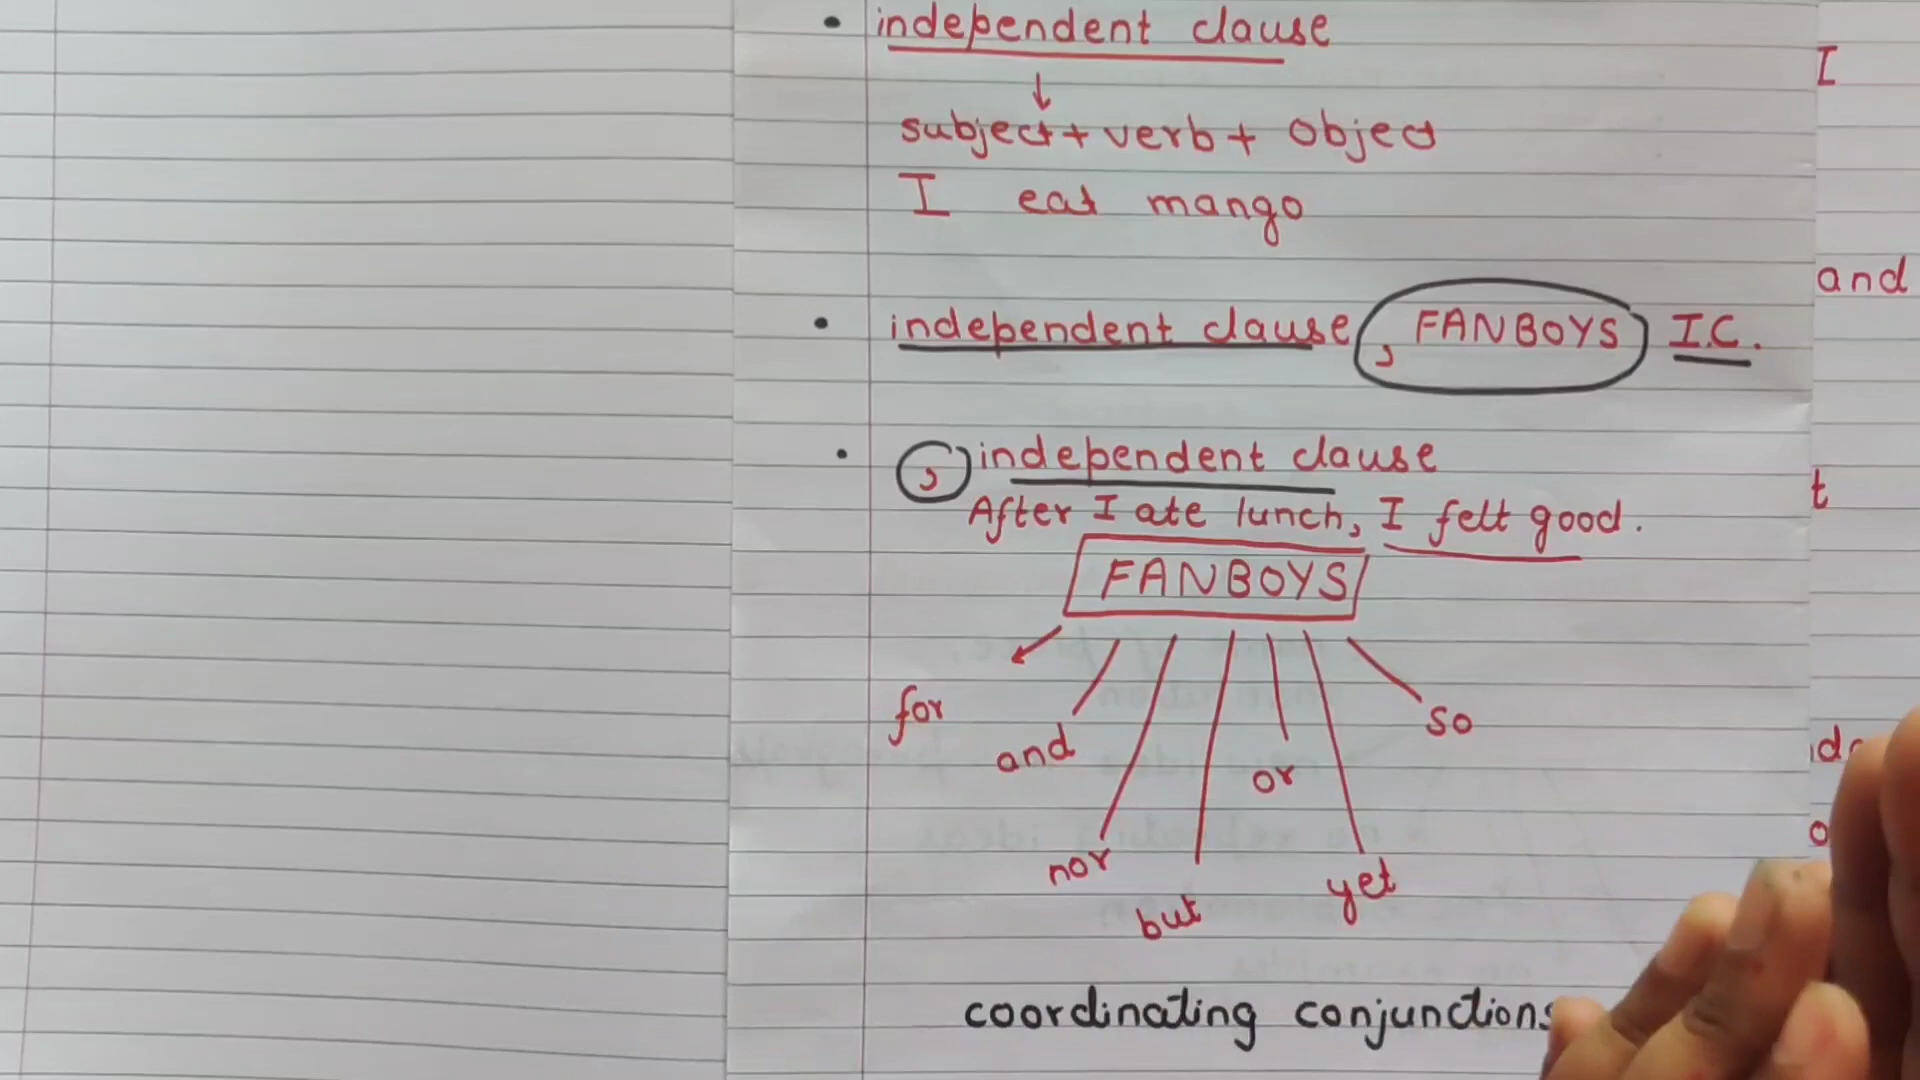 • independent clause
↓
subject + verb + object
I eat mango
• independent clause, FANBOYS I.C.
• , independent clause
After I ate lunch, I felt good.
FANBOYS
for and nor but or yet so
coordinating conjunctions
I
and
t